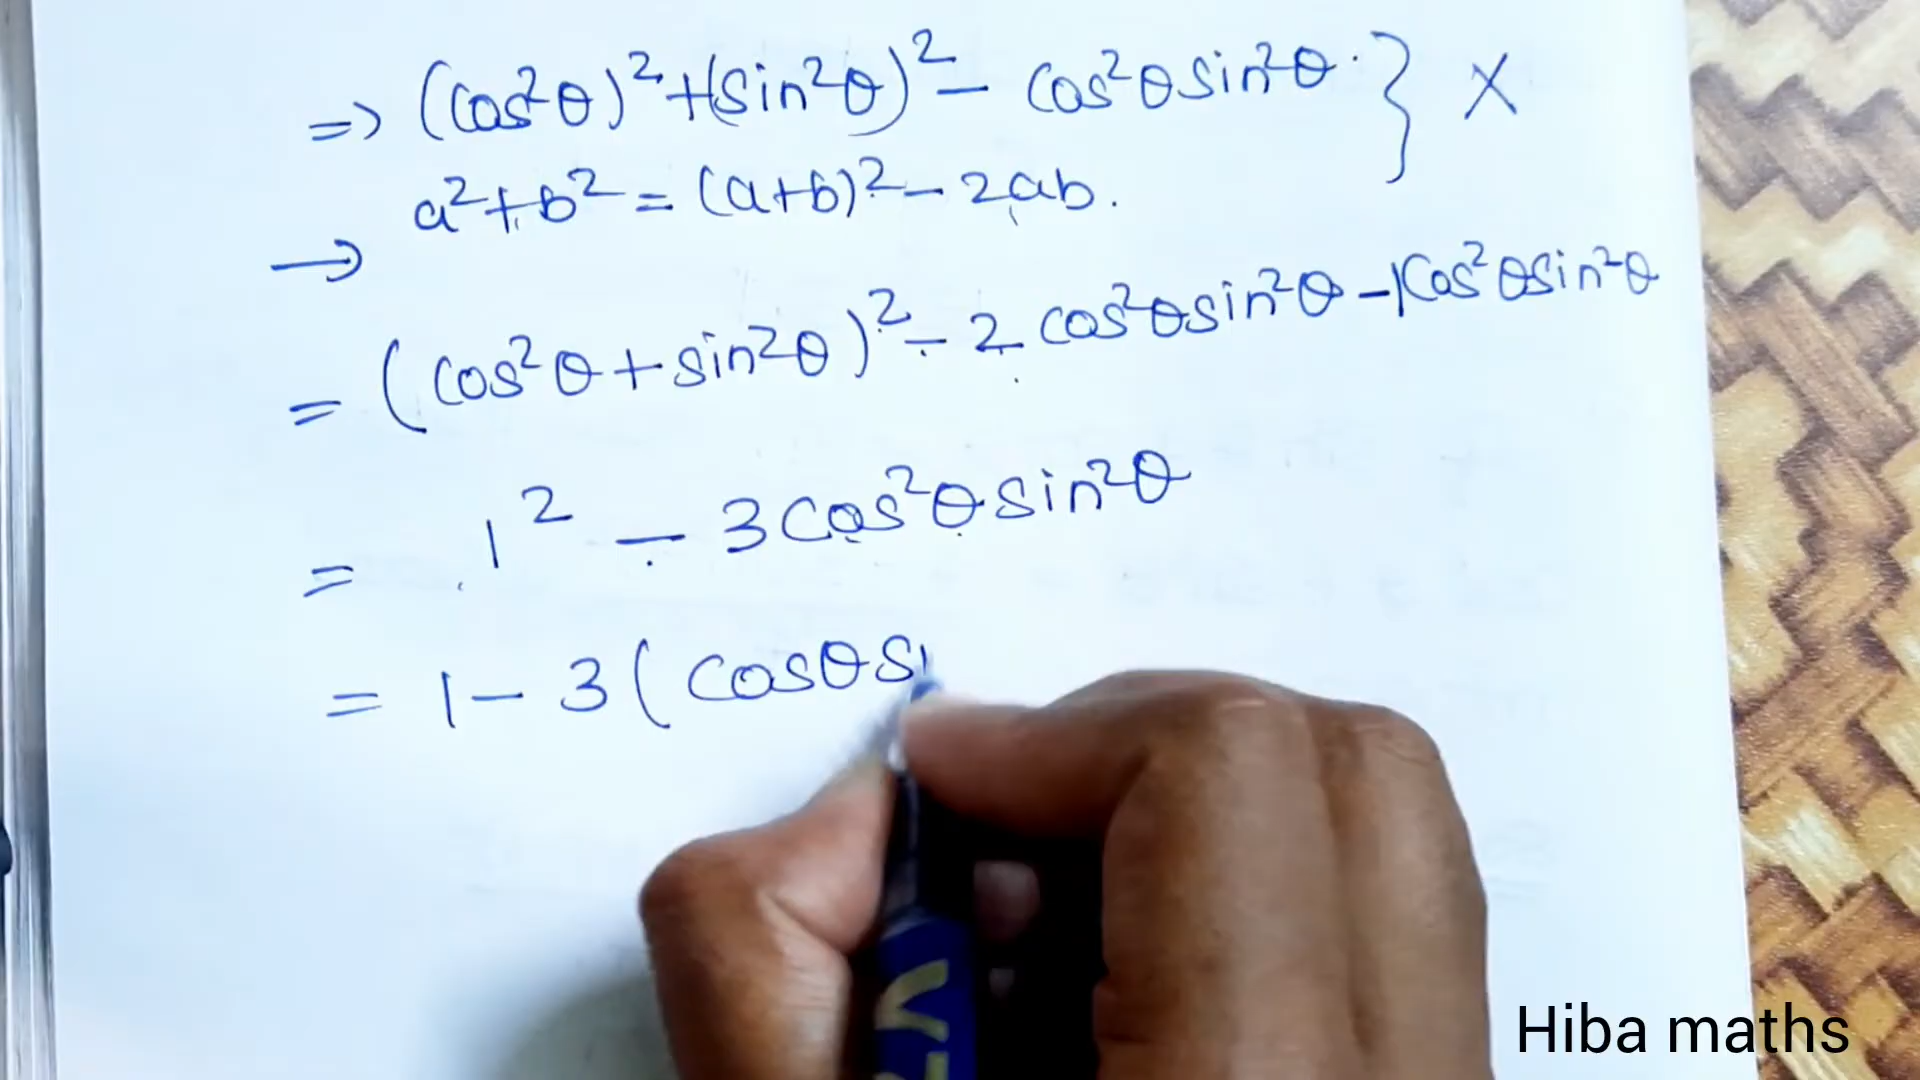 => (cos²θ)²+(sin²θ)² - cos²θ sin²θ } X
a²+b² = (a+b)² - 2ab.
→
= (cos²θ + sin²θ)² - 2 cos²θ sin²θ - 1cos²θ sin²θ
= 1² - 3cos²θ sin²θ
= 1 - 3 (cosθ si
Hiba maths